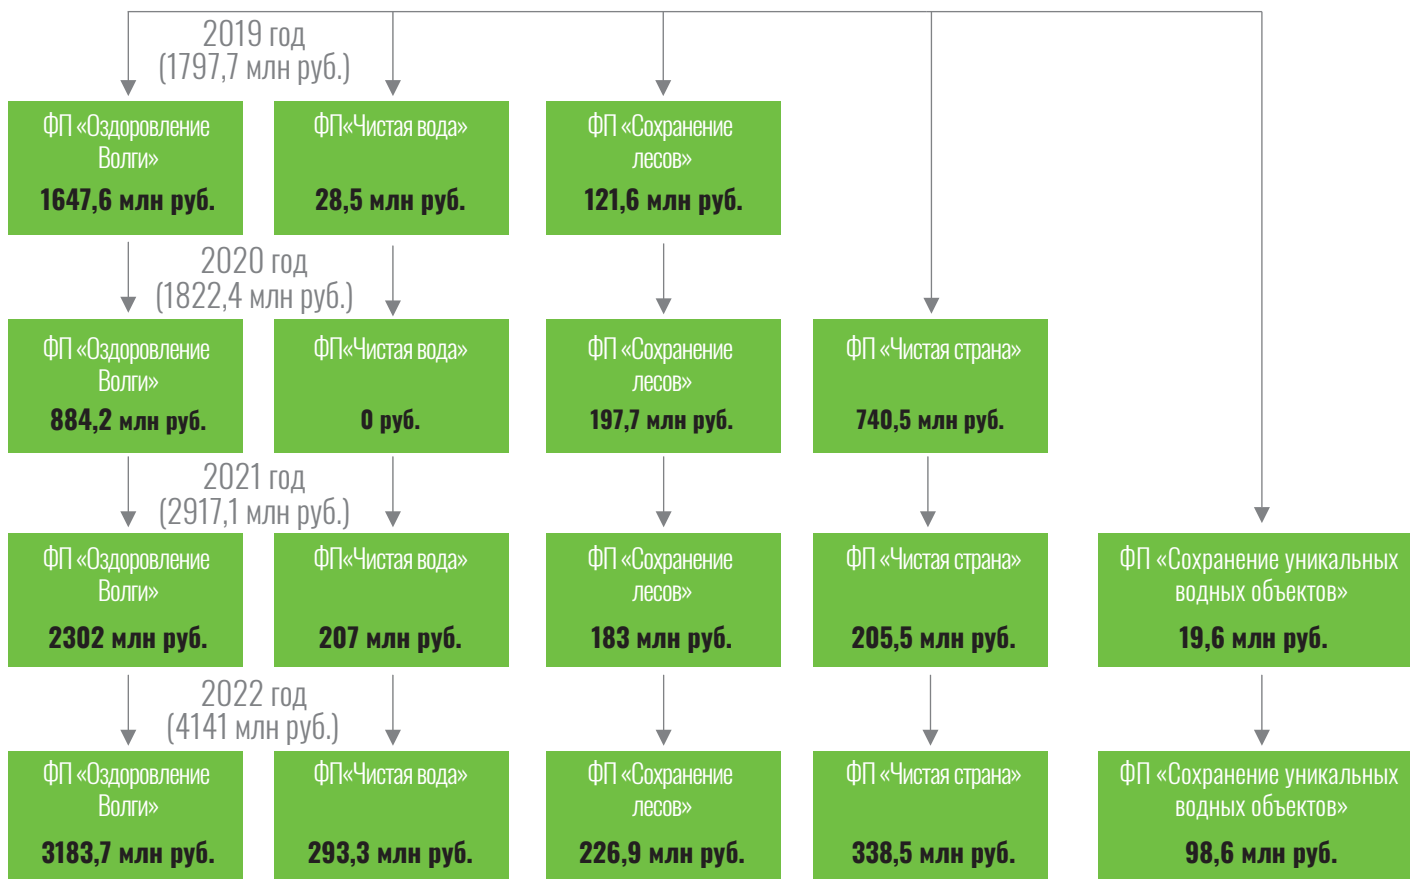 2019 год
(1797,7 млн руб.)
ФП «Оздоровление
Волги»
1647,6 млн руб.
ФП«Чистая вода»
28,5 млн руб.
ФП «Сохранение
лесов»
121,6 млн руб.
2020 год
(1822,4 млн руб.)
ФП «Оздоровление
Волги»
884,2 млн руб.
ФП«Чистая вода»
0 руб.
ФП «Сохранение
лесов»
197,7 млн руб.
ФП «Чистая страна»
740,5 млн руб.
2021 год
(2917,1 млн руб.)
ФП «Оздоровление
Волги»
2302 млн руб.
ФП«Чистая вода»
207 млн руб.
ФП «Сохранение
лесов»
183 млн руб.
ФП «Чистая страна»
205,5 млн руб.
ФП «Сохранение уникальных
водных объектов»
19,6 млн руб.
2022 год
(4141 млн руб.)
ФП «Оздоровление
Волги»
3183,7 млн руб.
ФП«Чистая вода»
293,3 млн руб.
ФП «Сохранение
лесов»
226,9 млн руб.
ФП «Чистая страна»
338,5 млн руб.
ФП «Сохранение уникальных
водных объектов»
98,6 млн руб.